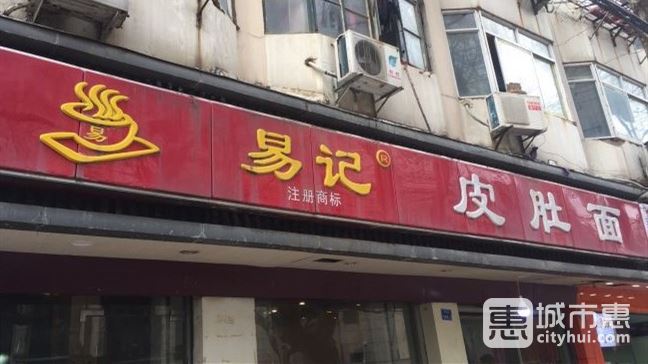 易
易记®
注册商标
皮肚面
惠 城市惠
cityhui.com